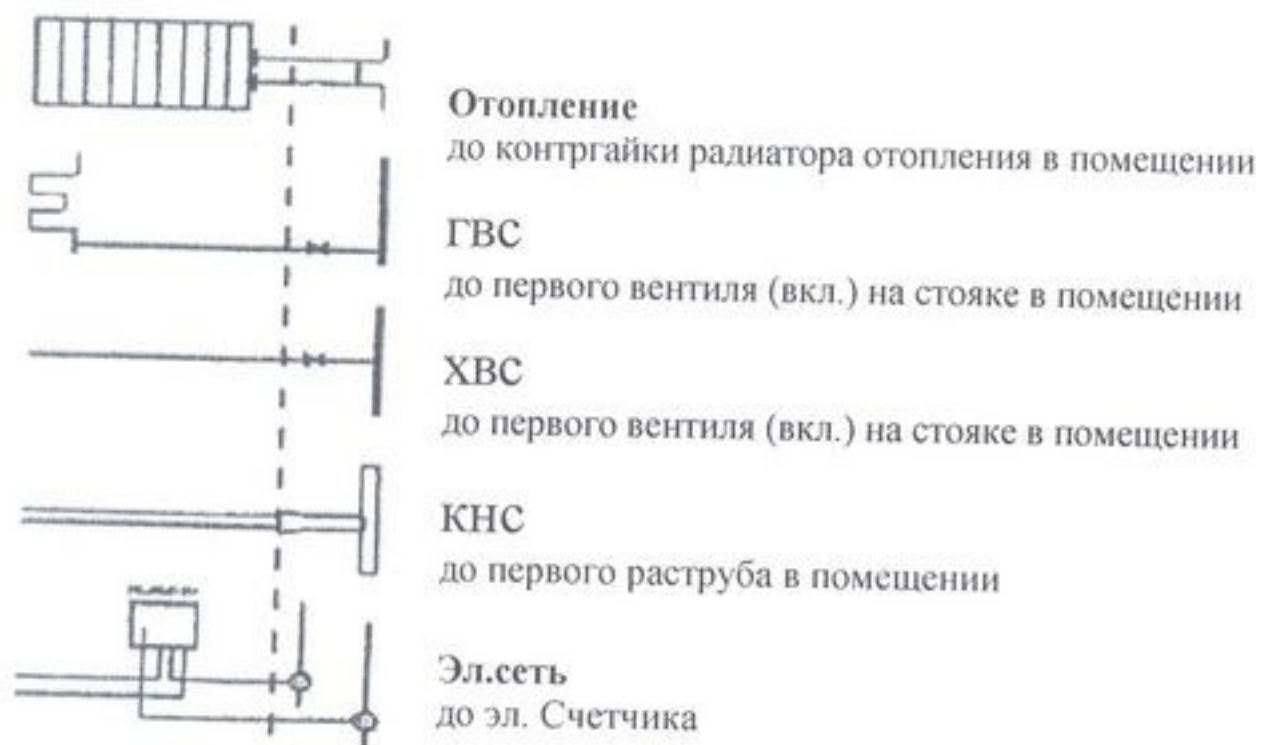 Отопление
до контргайки радиатора отопления в помещении
ГВС
до первого вентиля (вкл.) на стояке в помещении
ХВС
до первого вентиля (вкл.) на стояке в помещении
КНС
до первого раструба в помещении
Эл.сеть
до эл. Счетчика